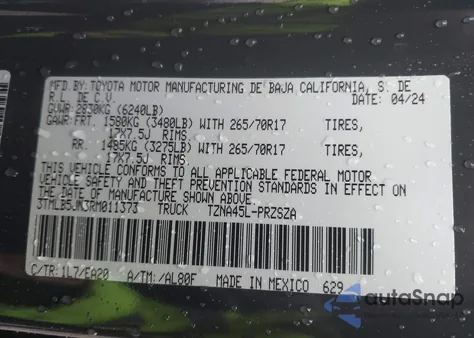 MFD.BY:TOYOTA MOTOR MANUFACTURING DE BAJA CALIFORNIA, S. DE
R.L. DE C.V. DATE: 04/24
GVWR:2830KG (6240LB)
GAWR: FRT. 1580KG (3480LB) WITH 265/70R17 TIRES,
17X7.5J RIMS.
RR. 1485KG (3275LB) WITH 265/70R17 TIRES,
17X7.5J RIMS.
THIS VEHICLE CONFORMS TO ALL APPLICABLE FEDERAL MOTOR
VEHICLE SAFETY AND THEFT PREVENTION STANDARDS IN EFFECT ON
THE DATE OF MANUFACTURE SHOWN ABOVE.
3TMLB5JN3RM011373 TRUCK TZNA45L-PRZSZA
C/TR:1L7/EA20 A/TM:/AL80F MADE IN MEXICO 629
autoSnap